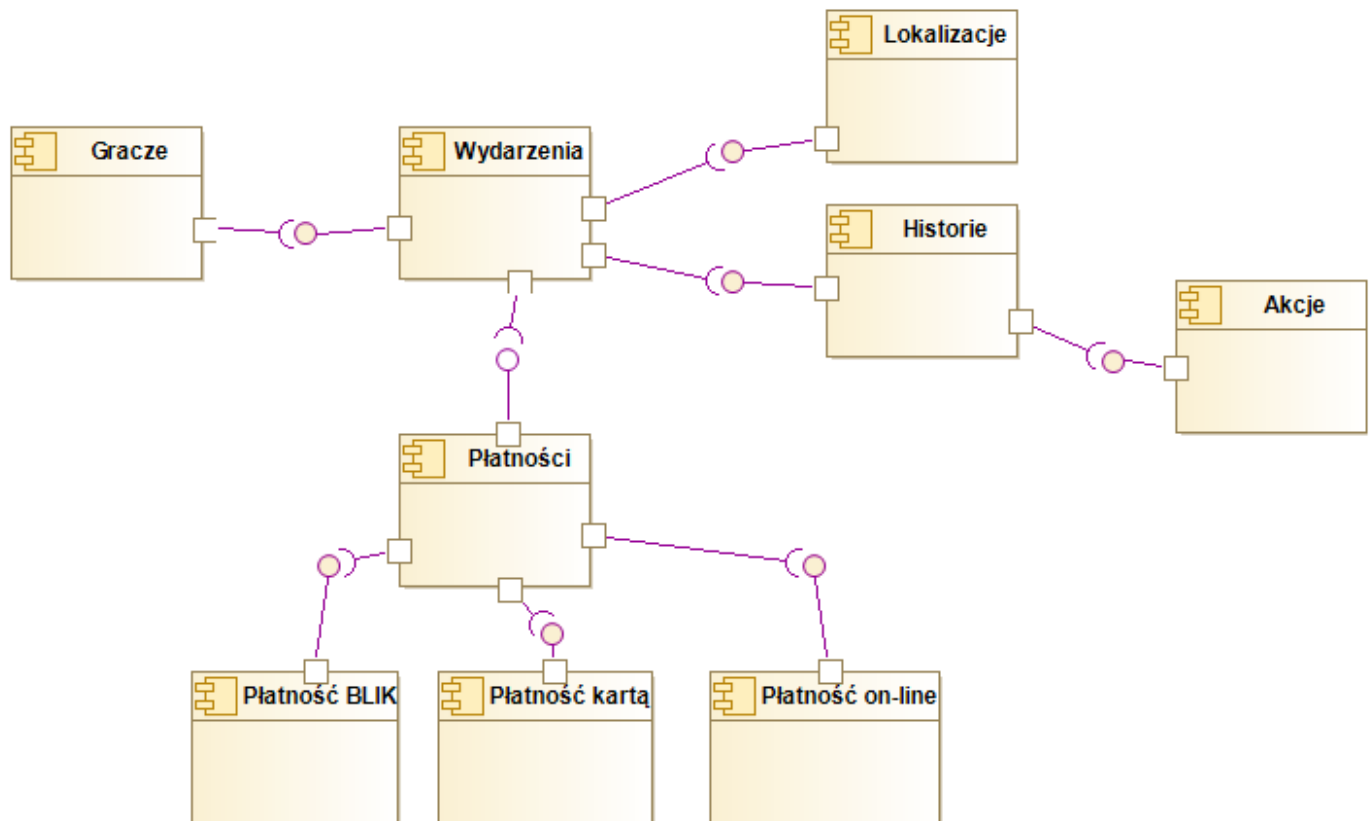 Lokalizacje
Gracze
Wydarzenia
Historie
Akcje
Płatności
Płatność BLIK
Płatność kartą
Płatność on-line